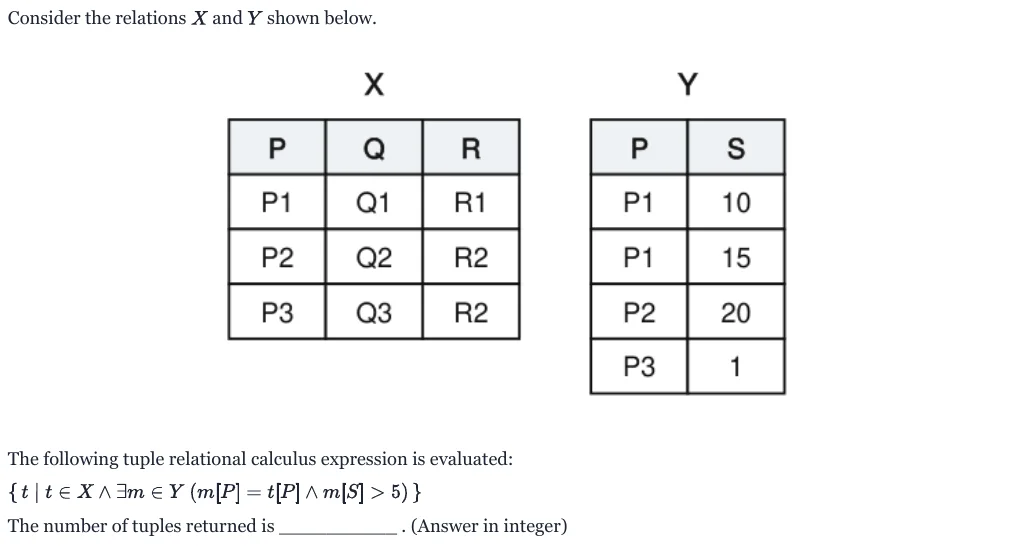 Consider the relations X and Y shown below.
X Y
P Q R P S
P1 Q1 R1 P1 10
P2 Q2 R2 P1 15
P3 Q3 R2 P2 20
P3 1
The following tuple relational calculus expression is evaluated:
{ t | t ∈ X ∧ ∃m ∈ Y (m[P] = t[P] ∧ m[S] > 5) }
The number of tuples returned is ____________ . (Answer in integer)